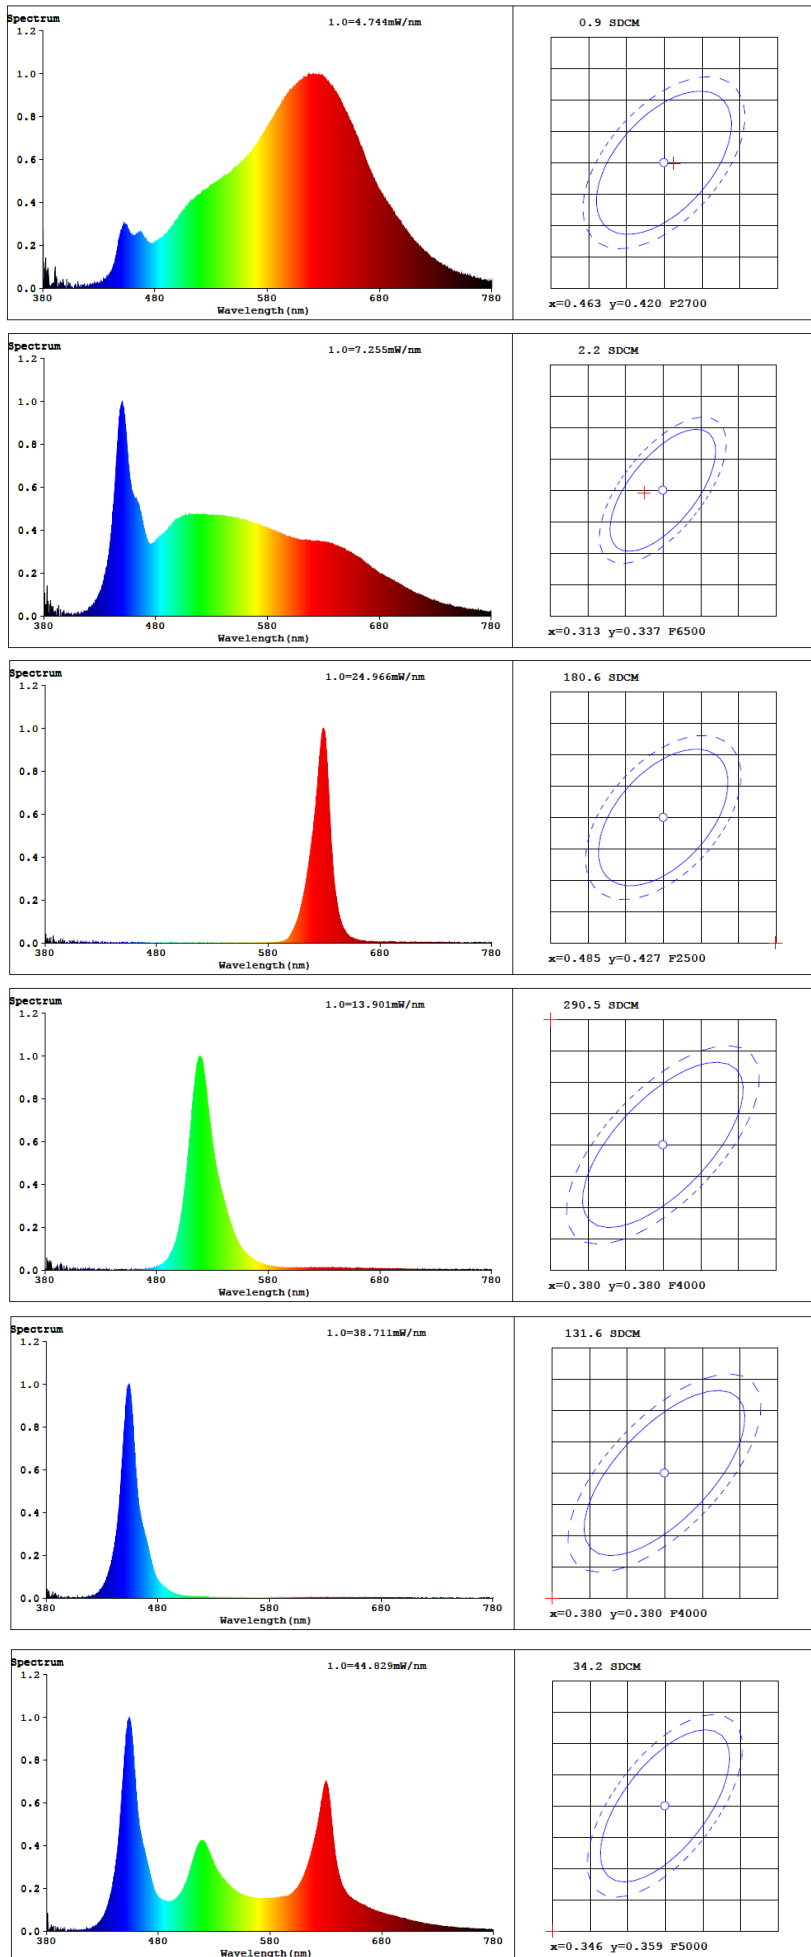 Spectrum 1.0=4.744mW/nm 0.9 SDCM
1.2
1.0
0.8
0.6
0.4
0.2
0.0
380 480 580 680 780
Wavelength(nm)
x=0.463 y=0.420 F2700
Spectrum 1.0=7.255mW/nm 2.2 SDCM
1.2
1.0
0.8
0.6
0.4
0.2
0.0
380 480 580 680 780
Wavelength(nm)
x=0.313 y=0.337 F6500
Spectrum 1.0=24.966mW/nm 180.6 SDCM
1.2
1.0
0.8
0.6
0.4
0.2
0.0
380 480 580 680 780
Wavelength(nm)
x=0.485 y=0.427 F2500
Spectrum 1.0=13.901mW/nm 290.5 SDCM
1.2
1.0
0.8
0.6
0.4
0.2
0.0
380 480 580 680 780
Wavelength(nm)
x=0.380 y=0.380 F4000
Spectrum 1.0=38.711mW/nm 131.6 SDCM
1.2
1.0
0.8
0.6
0.4
0.2
0.0
380 480 580 680 780
Wavelength(nm)
x=0.380 y=0.380 F4000
Spectrum 1.0=44.829mW/nm 34.2 SDCM
1.2
1.0
0.8
0.6
0.4
0.2
0.0
380 480 580 680 780
Wavelength(nm)
x=0.346 y=0.359 F5000